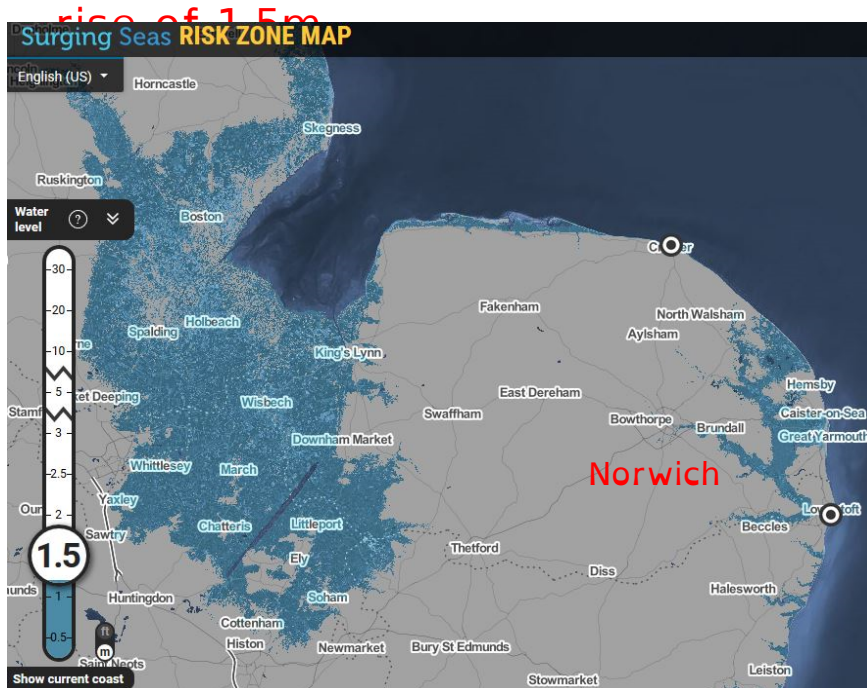 rise of 1.5m
Surging Seas RISK ZONE MAP
English (US)
Horncastle
Skegness
Ruskington
Water
level
?
Boston
30
Fakenham
North Walsham
20
Holbeach
Spalding
Aylsham
10
King's Lynn
5
East Dereham
Hemsby
Wisbech
Swaffham
Bowthorpe
Brundall
Caister-on-Sea
3
Downham Market
Great Yarmouth
Whittlesey
March
2.5
Norwich
Yaxley
2
Chatteris
Littleport
Beccles
Sawtry
1.5
Thetford
Ely
Diss
1
Huntingdon
Soham
Halesworth
Cottenham
0.5
ft
m
Histon
Newmarket
Bury St Edmunds
Saint Neots
Leiston
Show current coast
Stowmarket